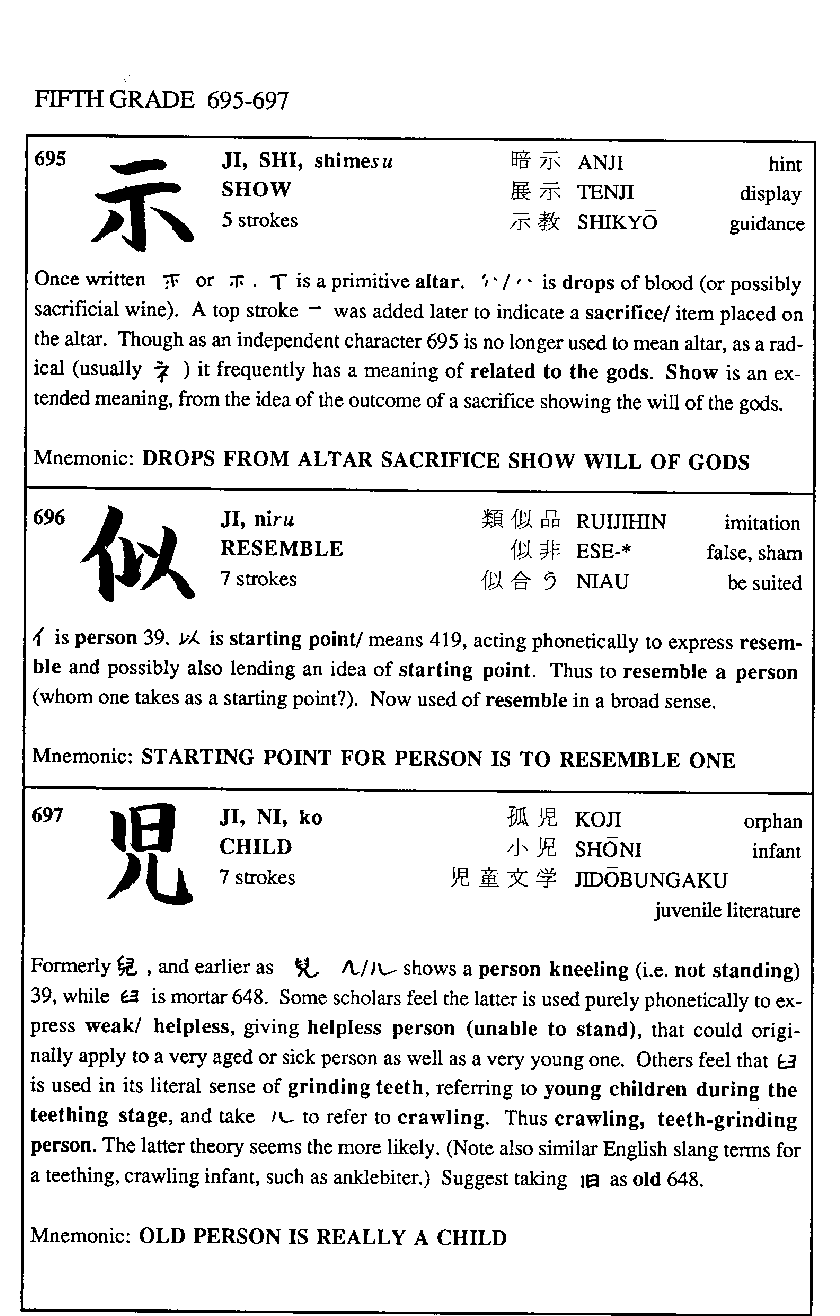 FIFTH GRADE 695-697
695
示
JI, SHI, shimesu
SHOW
5 strokes
暗示 ANJI hint
展示 TENJI display
示教 SHIKYŌ guidance
Once written 示 or 示. 丅 is a primitive altar. is drops of blood (or possibly
sacrificial wine). A top stroke 一 was added later to indicate a sacrifice/ item placed on
the altar. Though as an independent character 695 is no longer used to mean altar, as a rad-
ical (usually ネ ) it frequently has a meaning of related to the gods. Show is an ex-
tended meaning, from the idea of the outcome of a sacrifice showing the will of the gods.
Mnemonic: DROPS FROM ALTAR SACRIFICE SHOW WILL OF GODS
696
似
JI, niru
RESEMBLE
7 strokes
類似品 RUIJIHIN imitation
似非 ESE-* false, sham
似合う NIAU be suited
亻 is person 39. 以 is starting point/ means 419, acting phonetically to express resem-
ble and possibly also lending an idea of starting point. Thus to resemble a person
(whom one takes as a starting point?). Now used of resemble in a broad sense.
Mnemonic: STARTING POINT FOR PERSON IS TO RESEMBLE ONE
697
児
JI, NI, ko
CHILD
7 strokes
孤児 KOJI orphan
小児 SHŌNI infant
児童文学 JIDŌBUNGAKU
juvenile literature
Formerly 兒 , and earlier as /儿 shows a person kneeling (i.e. not standing)
39, while 臼 is mortar 648. Some scholars feel the latter is used purely phonetically to ex-
press weak/ helpless, giving helpless person (unable to stand), that could origi-
nally apply to a very aged or sick person as well as a very young one. Others feel that 臼
is used in its literal sense of grinding teeth, referring to young children during the
teething stage, and take 儿 to refer to crawling. Thus crawling, teeth-grinding
person. The latter theory seems the more likely. (Note also similar English slang terms for
a teething, crawling infant, such as anklebiter.) Suggest taking 旧 as old 648.
Mnemonic: OLD PERSON IS REALLY A CHILD